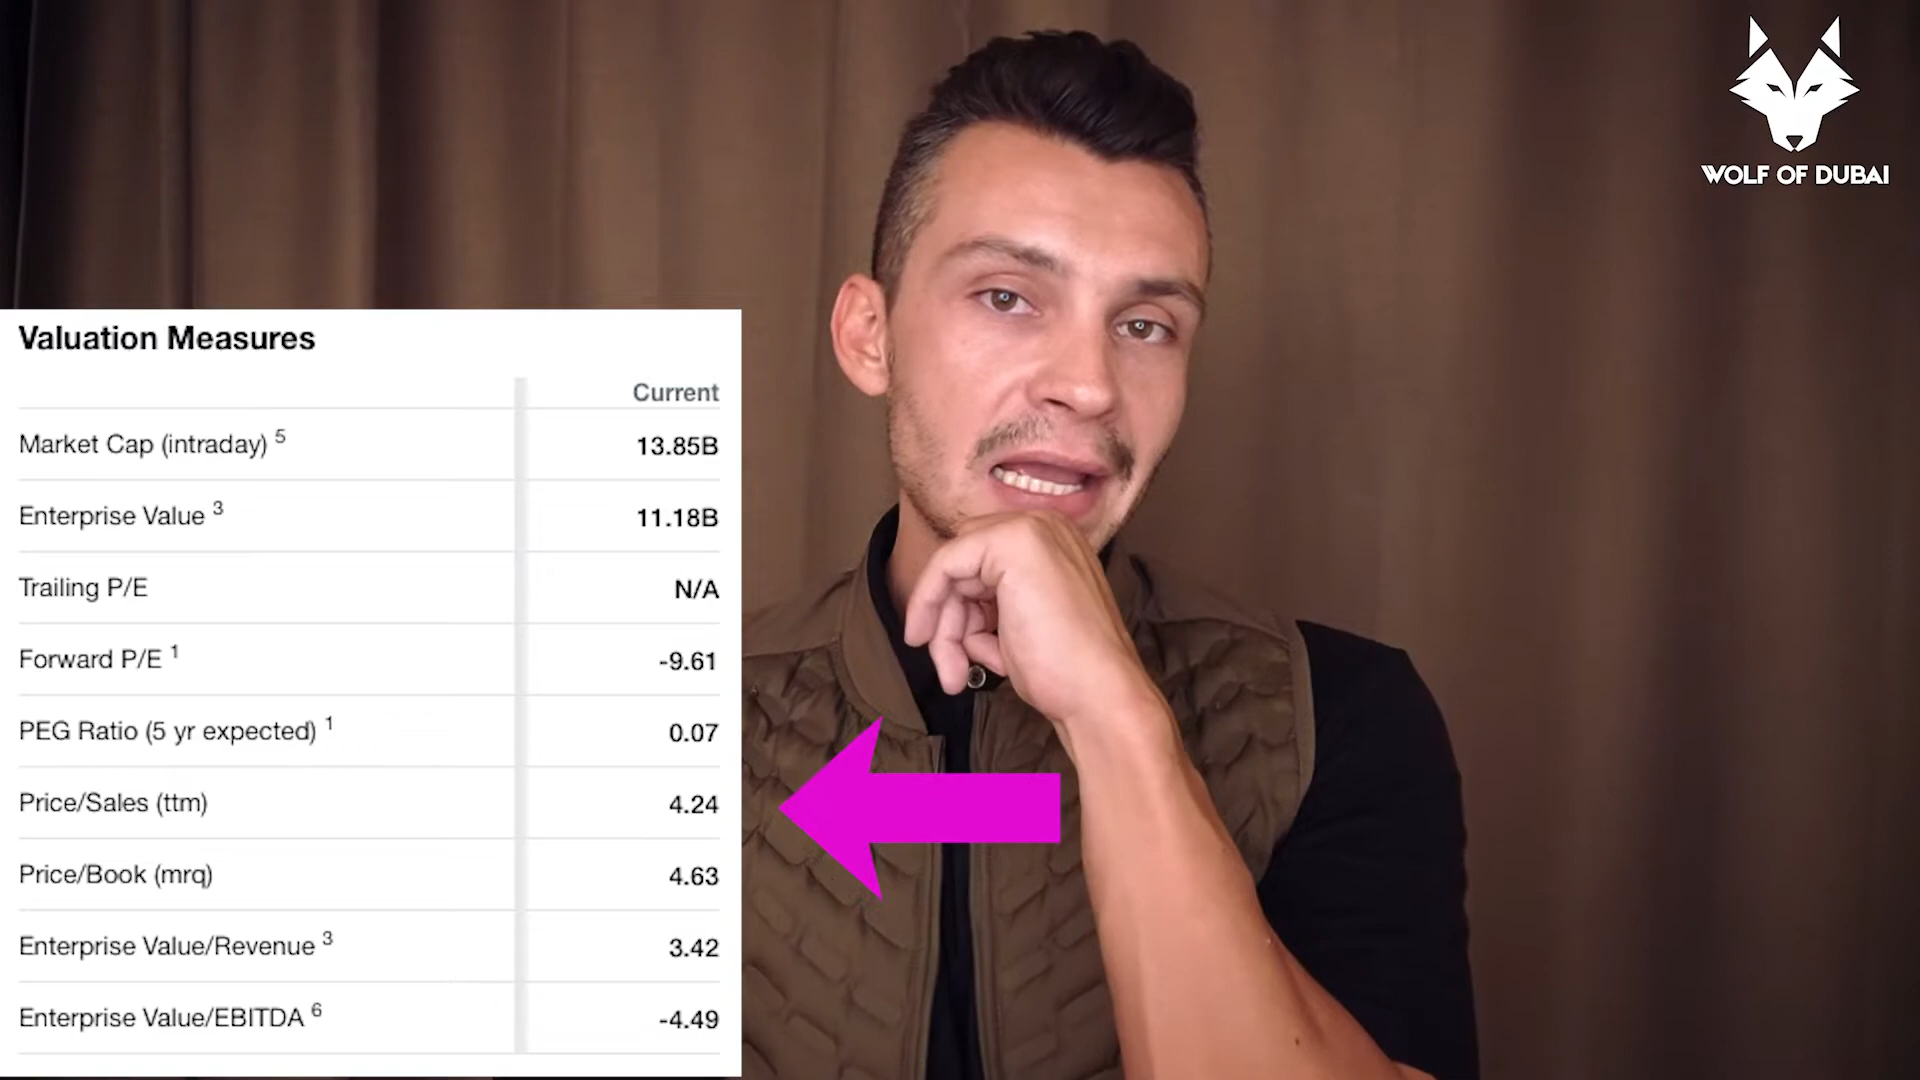 WOLF OF DUBAI
Valuation Measures
Current
Market Cap (intraday) 5 13.85B
Enterprise Value 3 11.18B
Trailing P/E N/A
Forward P/E 1 -9.61
PEG Ratio (5 yr expected) 1 0.07
Price/Sales (ttm) 4.24
Price/Book (mrq) 4.63
Enterprise Value/Revenue 3 3.42
Enterprise Value/EBITDA 6 -4.49